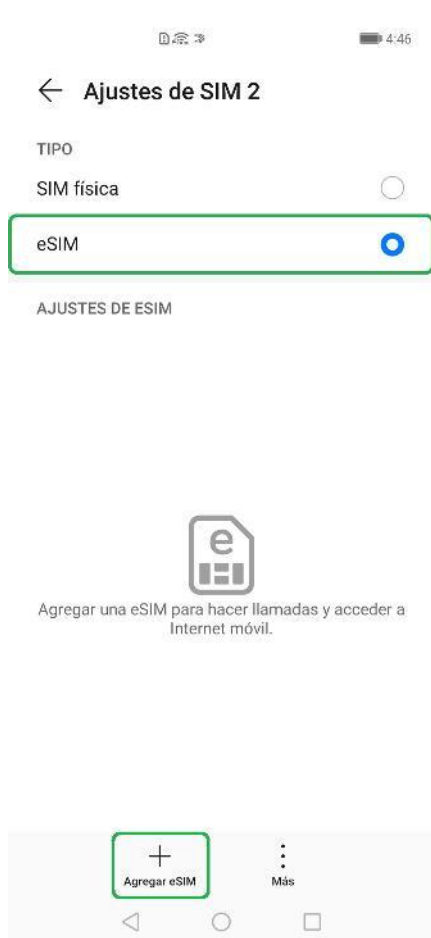 4:46
Ajustes de SIM 2
TIPO
SIM física
eSIM
AJUSTES DE ESIM
e
Agregar una eSIM para hacer llamadas y acceder a
Internet móvil.
Agregar eSIM
Más